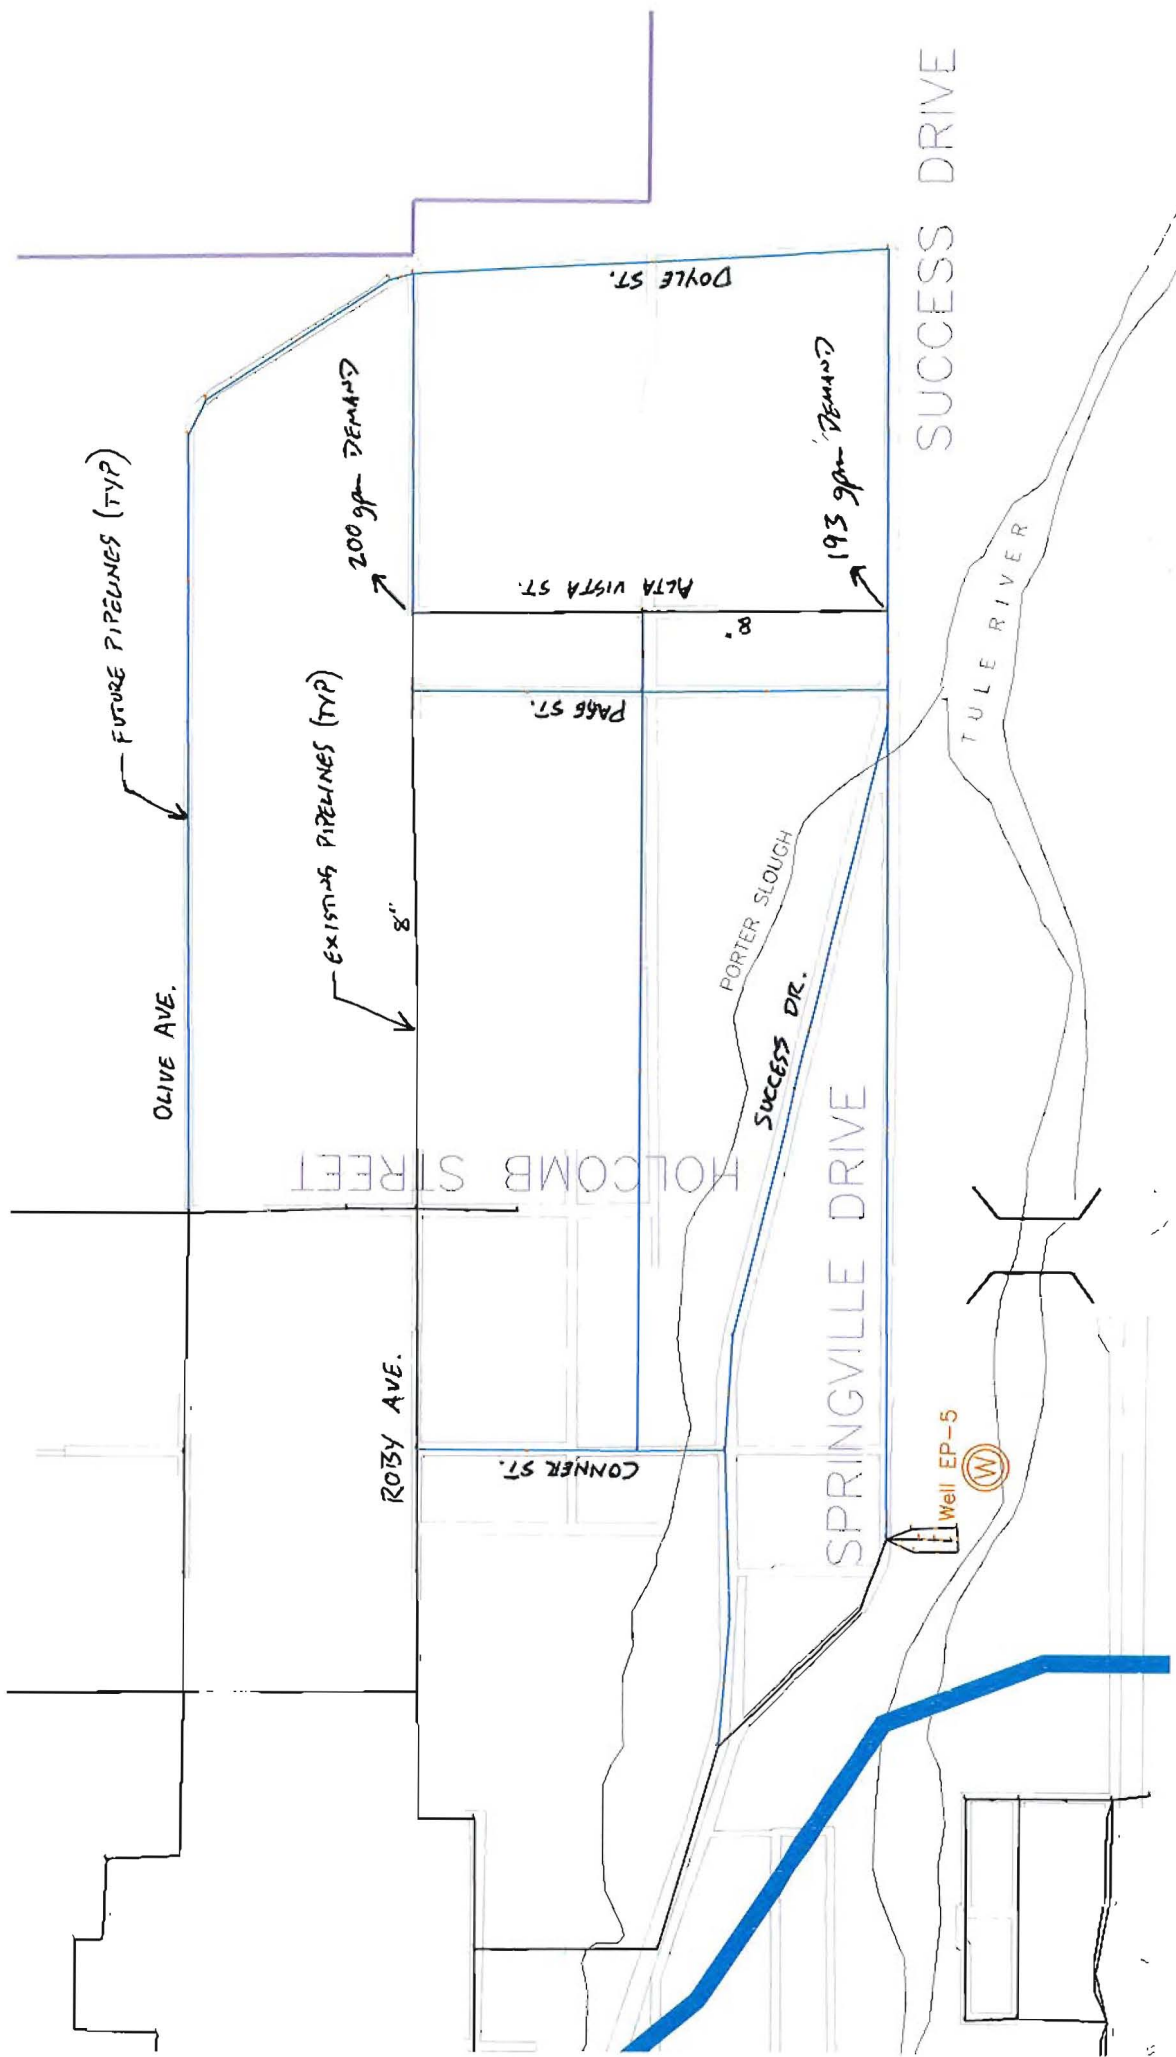 FUTURE PIPELINES (TYP)
OLIVE AVE.
200 gpm DEMAND
EXISTING PIPELINES (TYP)
8"
ROBY AVE.
HOLCOMB STREET
DOYLE ST.
ALTA VISTA ST.
8"
PAGE ST.
CONNER ST.
193 gpm DEMAND
PORTER SLOUGH
SUCCESS DR.
SPRINGVILLE DRIVE
SUCCESS DRIVE
TULE RIVER
Well EP-5
W